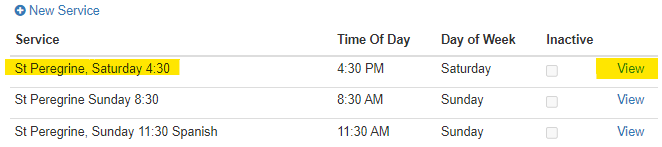 New Service
Service Time Of Day Day of Week Inactive
St Peregrine, Saturday 4:30 4:30 PM Saturday View
St Peregrine Sunday 8:30 8:30 AM Sunday View
St Peregrine, Sunday 11:30 Spanish 11:30 AM Sunday View